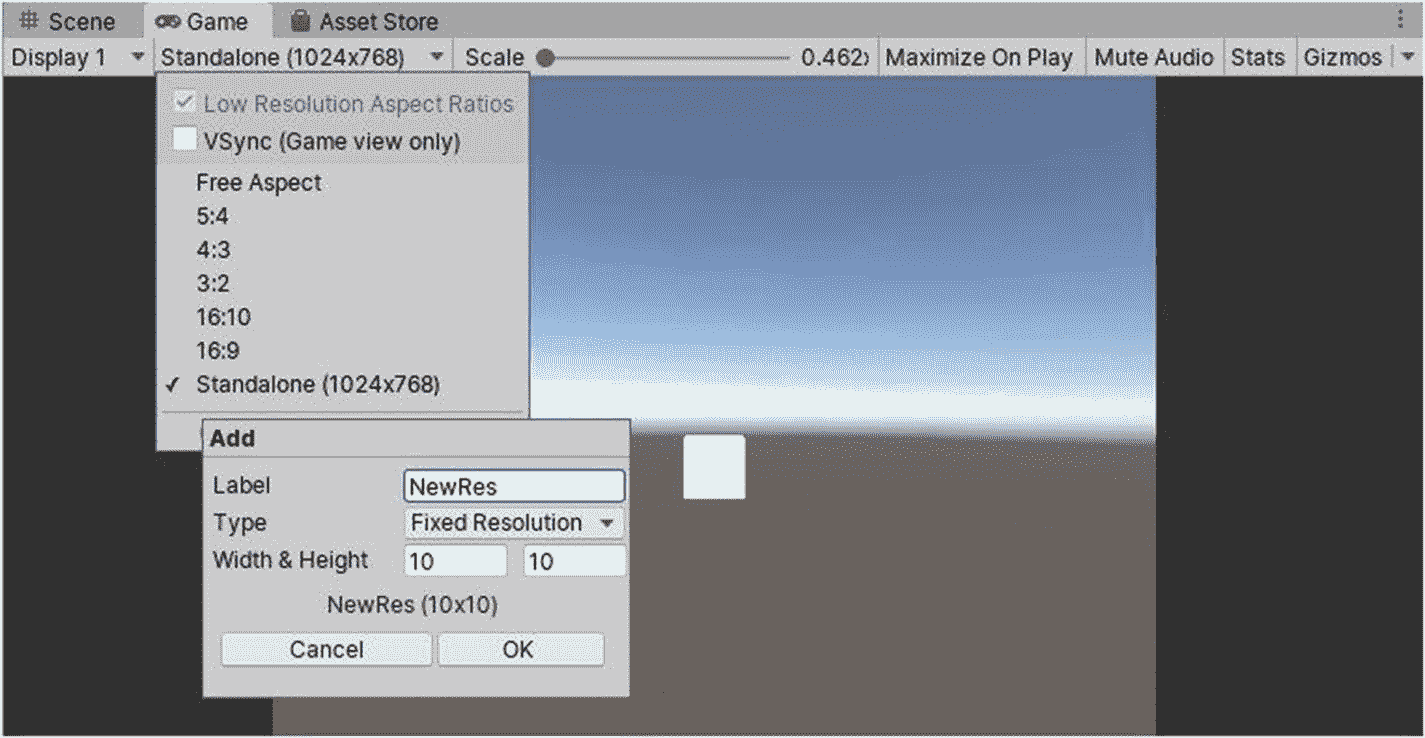 Scene Game Asset Store
Display 1 Standalone (1024x768) Scale 0.462x Maximize On Play Mute Audio Stats Gizmos
Low Resolution Aspect Ratios
VSync (Game view only)
Free Aspect
5:4
4:3
3:2
16:10
16:9
Standalone (1024x768)
Add
Label NewRes
Type Fixed Resolution
Width & Height 10 10
NewRes (10x10)
Cancel OK